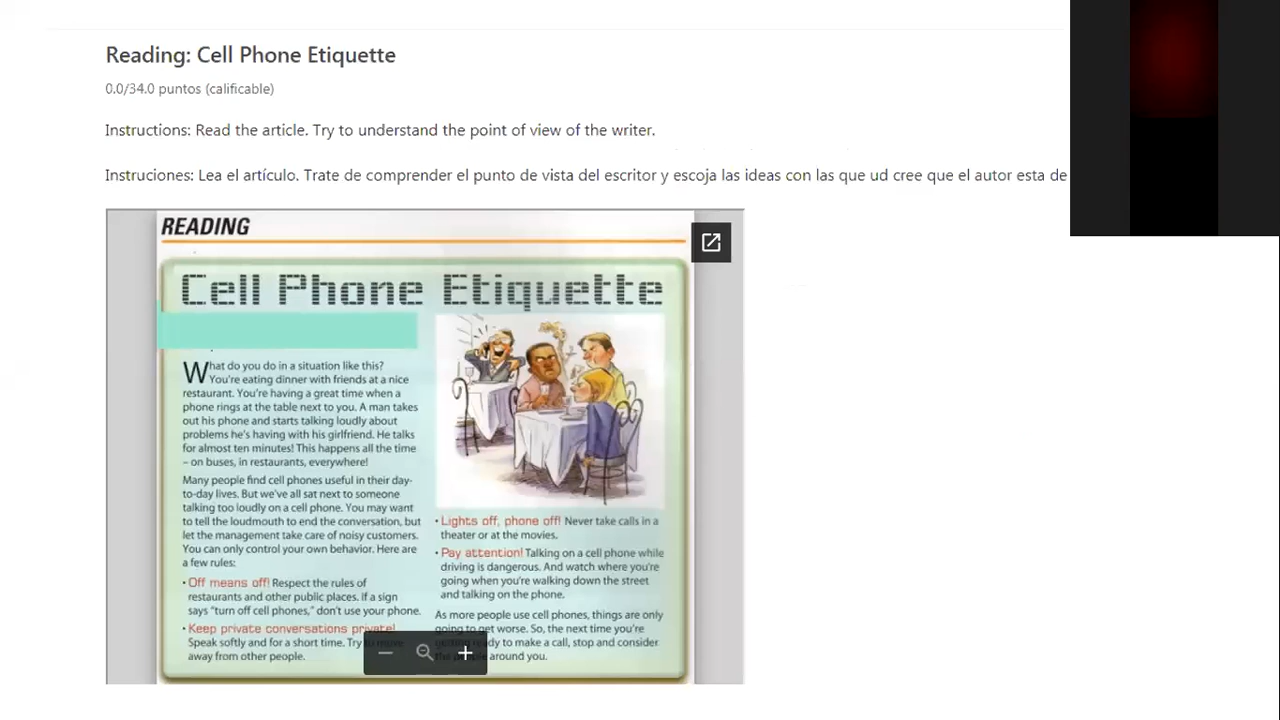 Reading: Cell Phone Etiquette
0.0/34.0 puntos (calificable)
Instructions: Read the article. Try to understand the point of view of the writer.
Instruciones: Lea el artículo. Trate de comprender el punto de vista del escritor y escoja las ideas con las que ud cree que el autor esta de
READING
Cell Phone Etiquette
What do you do in a situation like this?
You're eating dinner with friends at a nice
restaurant. You're having a great time when a
phone rings at the table next to you. A man takes
out his phone and starts talking loudly about
problems he's having with his girlfriend. He talks
for almost ten minutes! This happens all the time
– on buses, in restaurants, everywhere!
Many people find cell phones useful in their day-
to-day lives. But we've all sat next to someone
talking too loudly on a cell phone. You may want
to tell the loudmouth to end the conversation, but
let the management take care of noisy customers.
You can only control your own behavior. Here are
a few rules:
• Off means off! Respect the rules of
restaurants and other public places. If a sign
says "turn off cell phones," don't use your phone.
• Keep private conversations private!
Speak softly and for a short time. Try to move
away from other people.
• Lights off, phone off! Never take calls in a
theater or at the movies.
• Pay attention! Talking on a cell phone while
driving is dangerous. And watch where you're
going when you're walking down the street
and talking on the phone.
As more people use cell phones, things are only
going to get worse. So, the next time you're
getting ready to make a call, stop and consider
the people around you.